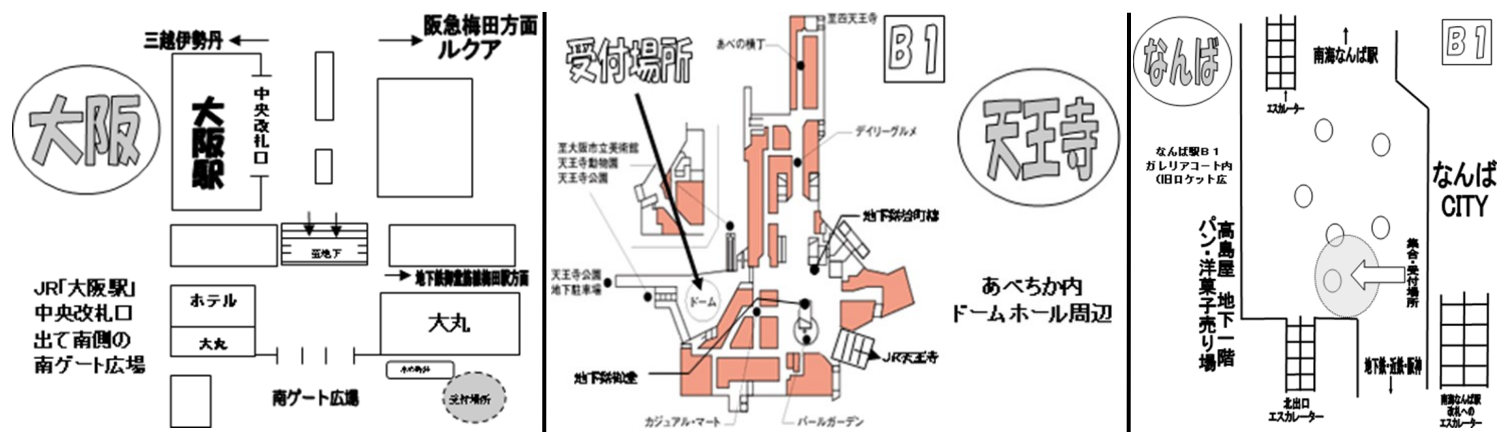 三越伊勢丹
阪急梅田方面
ルクア
大阪
大阪駅
中央改札口
至地下
地下鉄御堂筋線梅田駅方面
JR「大阪駅」
中央改札口
出て南側の
南ゲート広場
ホテル
大丸
大丸
水の時計
南ゲート広場
受付場所
受付場所
B1
至四天王寺
あべの横丁
天王寺
デイリーグルメ
至大阪市立美術館
天王寺動物園
天王寺公園
地下鉄谷町線
天王寺公園
地下駐車場
ドーム
あべちか内
ドームホール周辺
JR天王寺
地下鉄御堂
カジュアル・マート
パールガーデン
なんば
B1
南海なんば駅
エスカレーター
なんば駅B1
ガレリアコート内
(旧ロケット広
なんば
CITY
高島屋 地下一階
パン・洋菓子売り場
集合・受付場所
地下鉄・近鉄・阪神
北出口
エスカレーター
南海なんば駅
改札への
エスカレーター